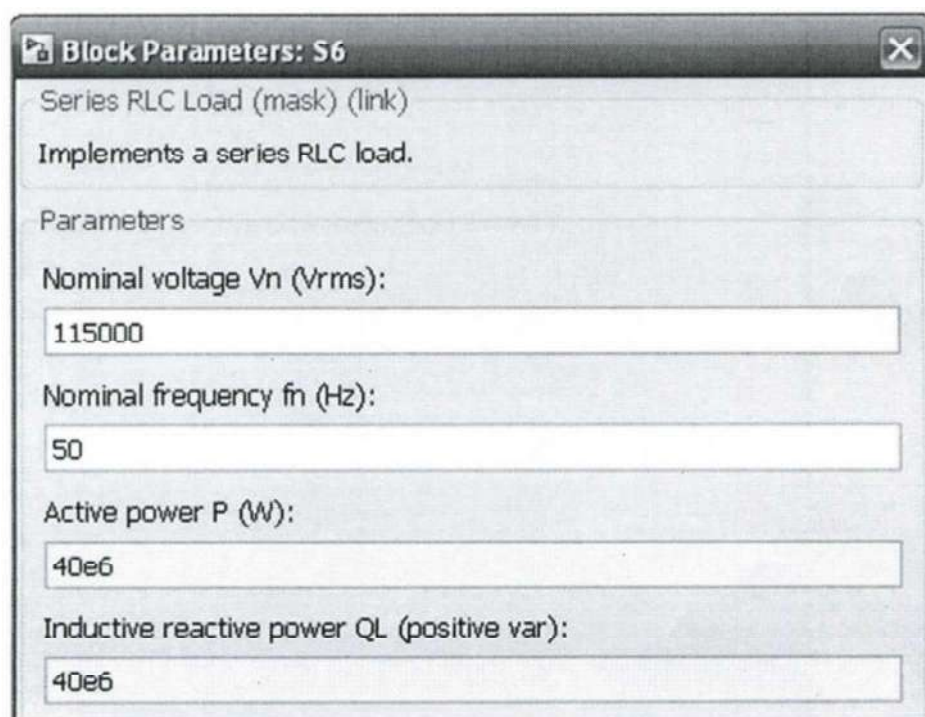 Block Parameters: S6
Series RLC Load (mask) (link)
Implements a series RLC load.
Parameters
Nominal voltage Vn (Vrms):
115000
Nominal frequency fn (Hz):
50
Active power P (W):
40e6
Inductive reactive power QL (positive var):
40e6